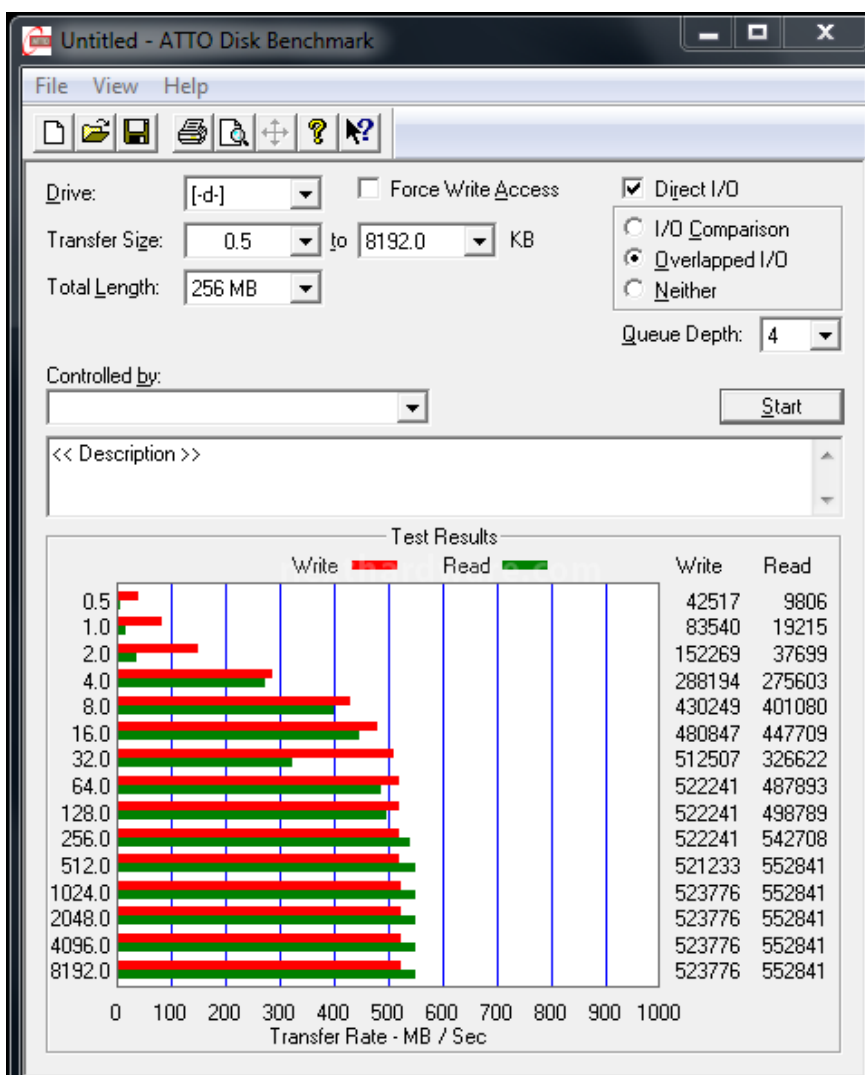 Untitled - ATTO Disk Benchmark
File View Help
Drive: [-d-] Force Write Access Direct I/O
Transfer Size: 0.5 to 8192.0 KB I/O Comparison
Overlapped I/O
Total Length: 256 MB Neither
Queue Depth: 4
Controlled by:
Start
<< Description >>
Test Results
Write Read Write Read
0.5 42517 9806
1.0 83540 19215
2.0 152269 37699
4.0 288194 275603
8.0 430249 401080
16.0 480847 447709
32.0 512507 326622
64.0 522241 487893
128.0 522241 498789
256.0 522241 542708
512.0 521233 552841
1024.0 523776 552841
2048.0 523776 552841
4096.0 523776 552841
8192.0 523776 552841
0 100 200 300 400 500 600 700 800 900 1000
Transfer Rate - MB / Sec